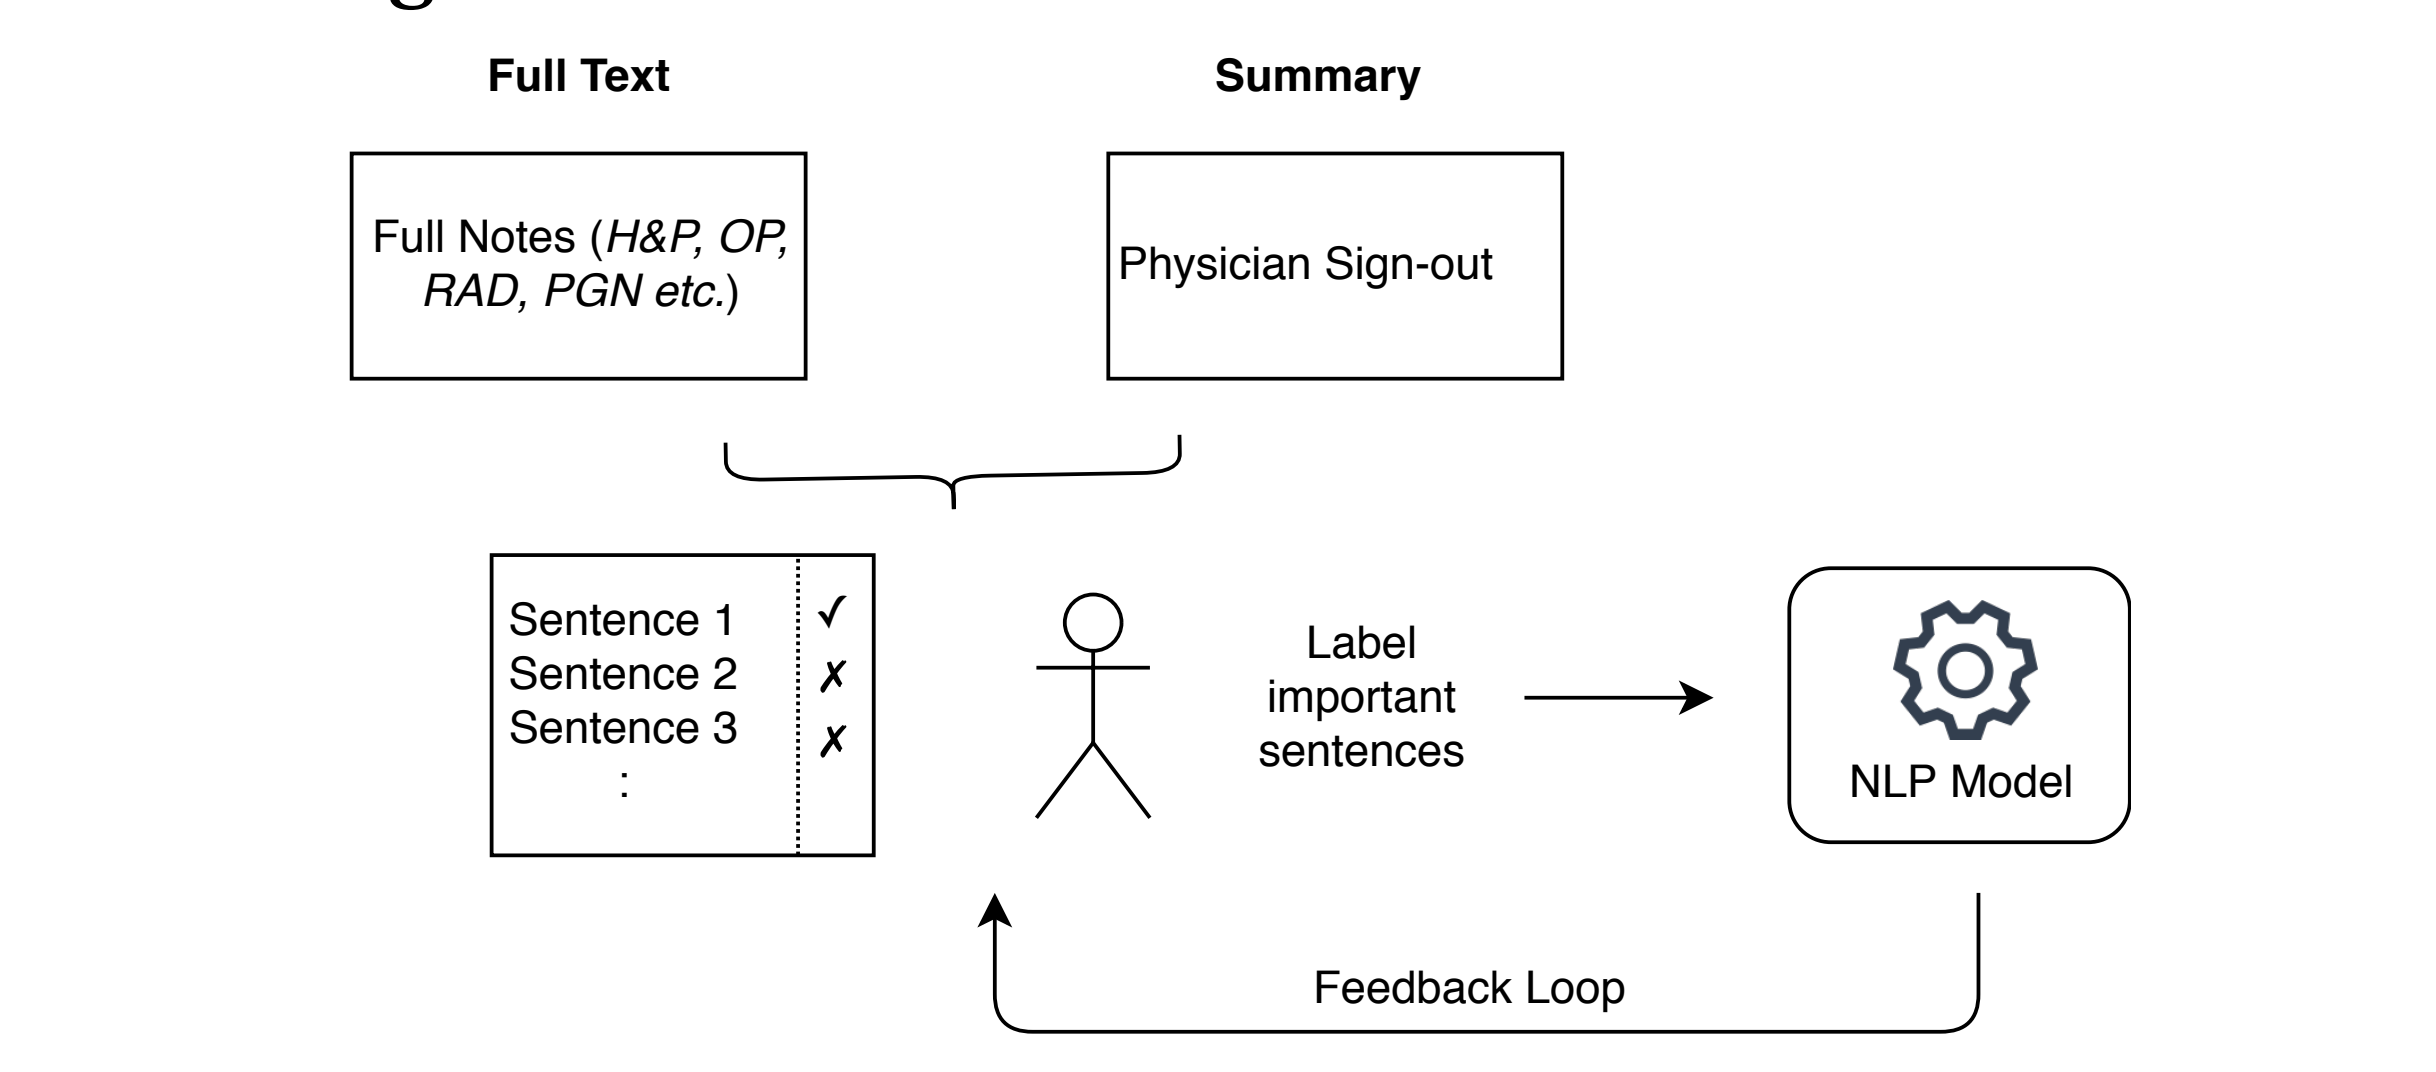 Full Text
Summary
Full Notes (H&P, OP,
RAD, PGN etc.)
Physician Sign-out
Sentence 1 ✓
Sentence 2 ✗
Sentence 3 ✗
:
Label
important
sentences
NLP Model
Feedback Loop